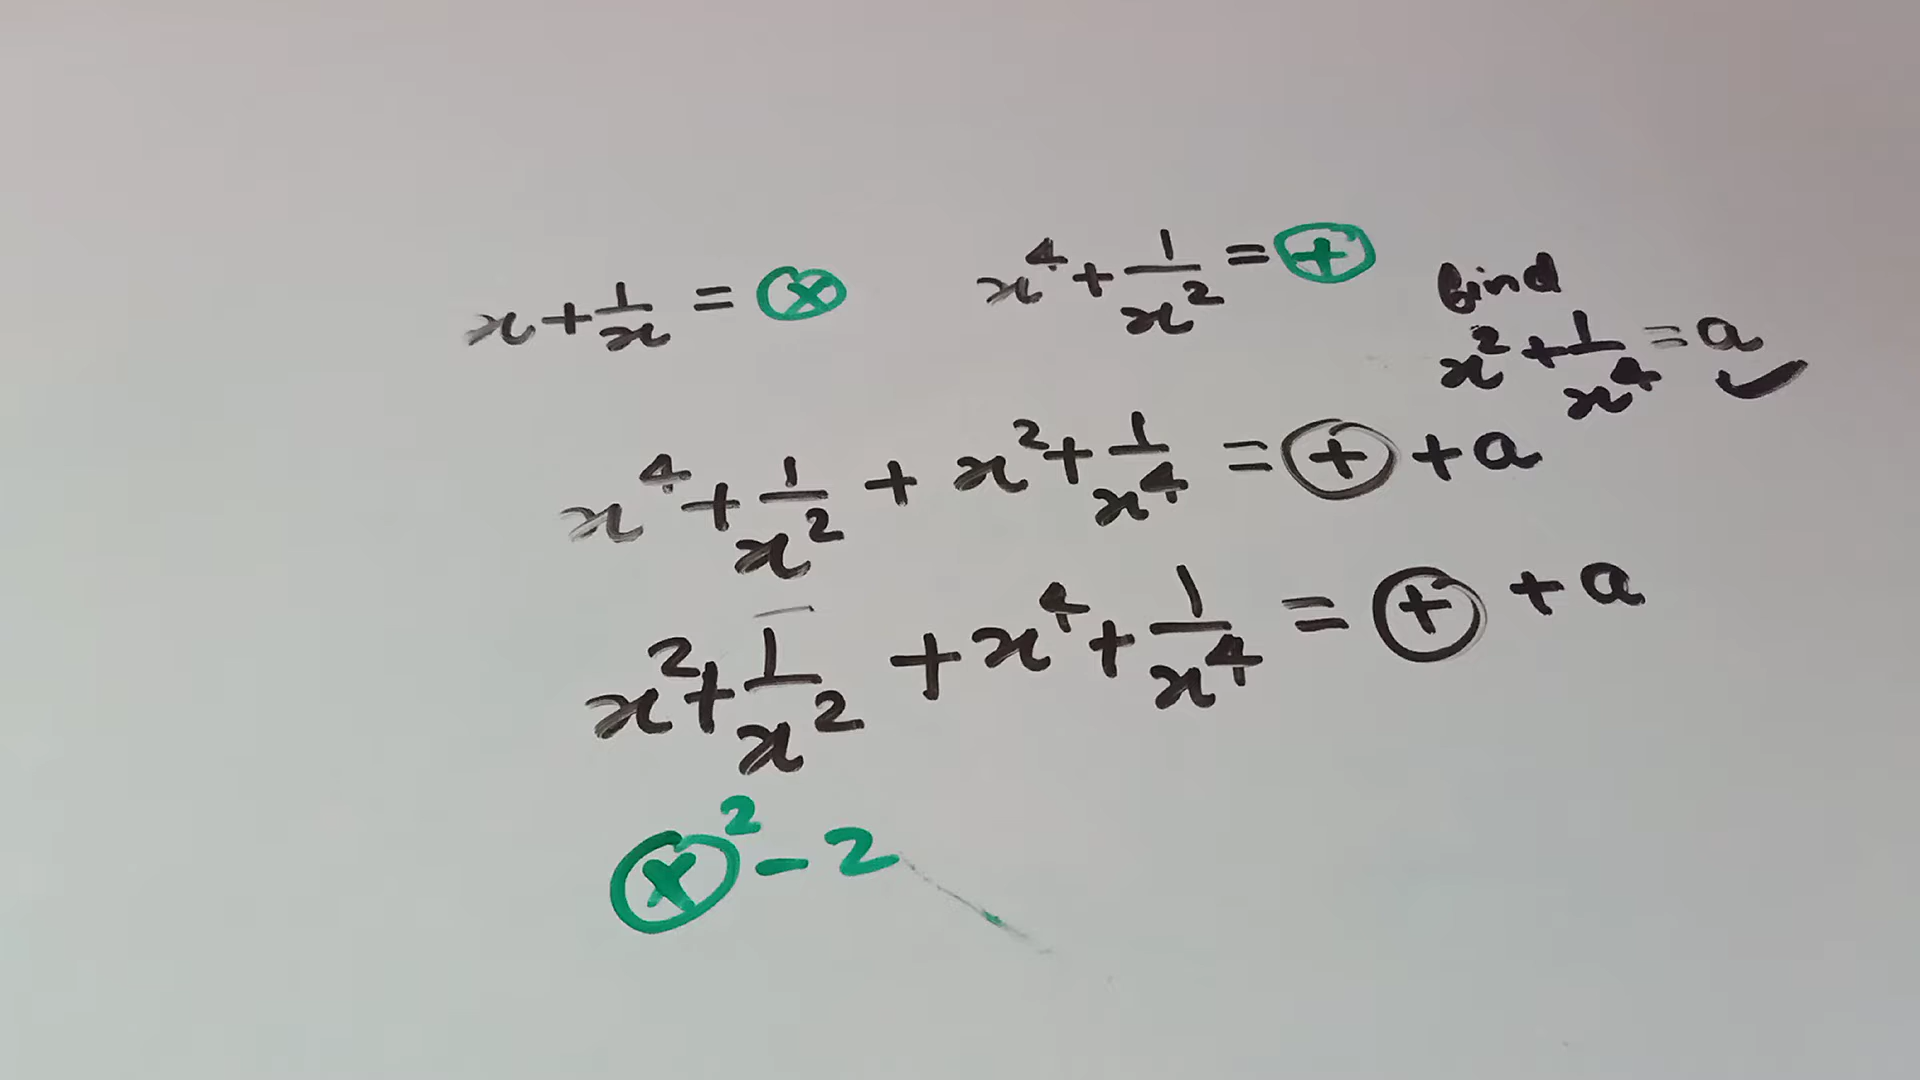 x + 1/x = ⊗ x⁴ + 1/x² = ⊕ find
x² + 1/x⁴ = a ✓
x⁴ + 1/x² + x² + 1/x⁴ = ⊕ + a
x² + 1/x² + x⁴ + 1/x⁴ = ⊕ + a
⊗² - 2